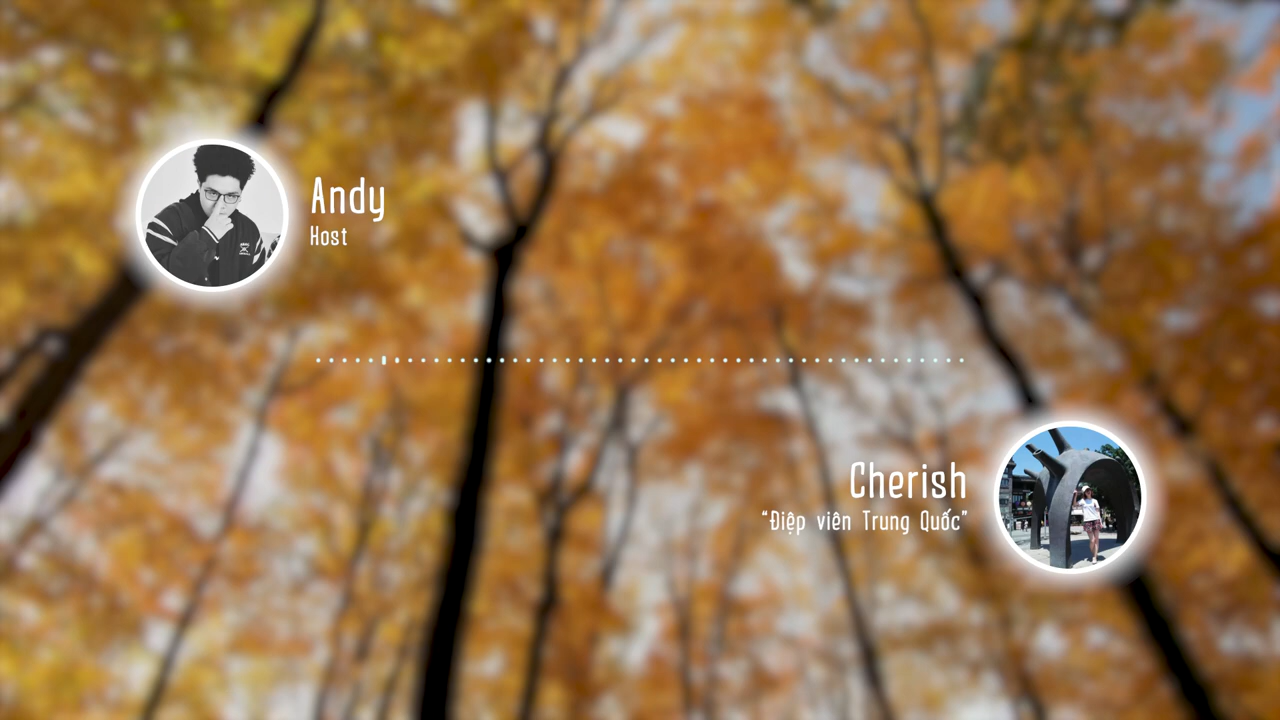 Andy
Host
Cherish
“Điệp viên Trung Quốc”